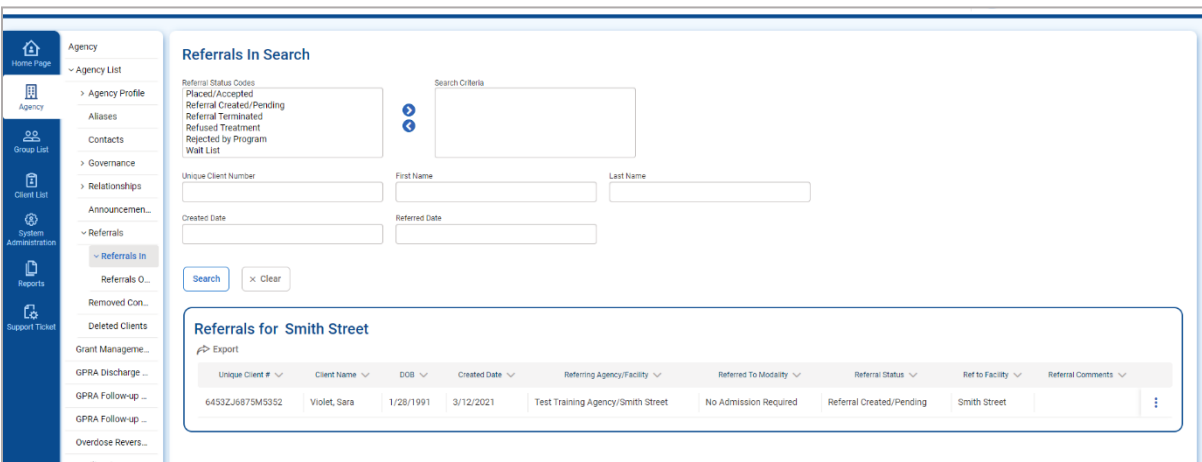 Home Page
Agency
Group List
Client List
System
Administration
Reports
Support Ticket
Agency
Agency List
Agency Profile
Aliases
Contacts
Governance
Relationships
Announcemen...
Referrals
Referrals In
Referrals O...
Removed Con...
Deleted Clients
Grant Manageme...
GPRA Discharge ...
GPRA Follow-up ...
GPRA Follow-up ...
Overdose Revers...
Referrals In Search
Referral Status Codes
Placed/Accepted
Referral Created/Pending
Referral Terminated
Refused Treatment
Rejected by Program
Wait List
Search Criteria
Unique Client Number First Name Last Name
Created Date Referred Date
Search × Clear
Referrals for Smith Street
Export
Unique Client # Client Name DOB Created Date Referring Agency/Facility Referred To Modality Referral Status Ref to Facility Referral Comments
6453ZJ6875M5352 Violet, Sara 1/28/1991 3/12/2021 Test Training Agency/Smith Street No Admission Required Referral Created/Pending Smith Street